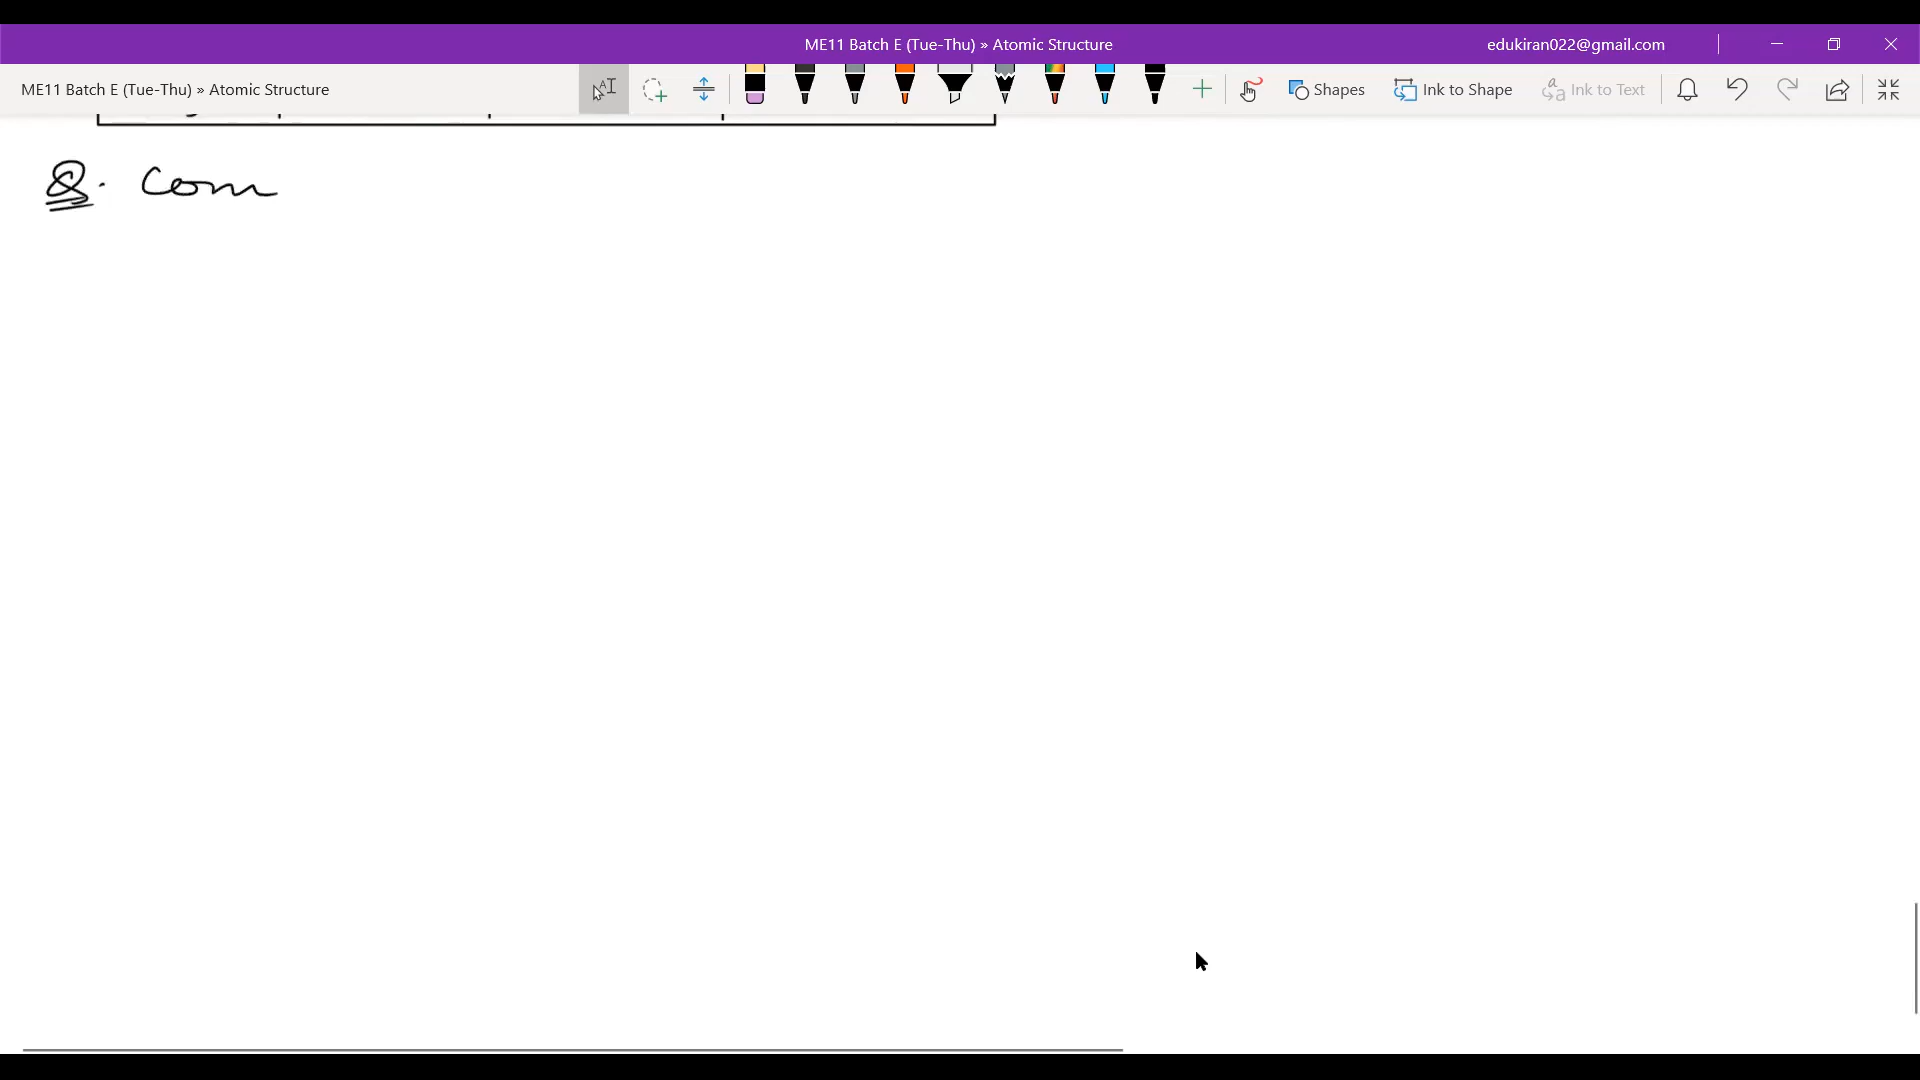 ME11 Batch E (Tue-Thu) » Atomic Structure
edukiran022@gmail.com
ME11 Batch E (Tue-Thu) » Atomic Structure
Shapes
Ink to Shape
Ink to Text
Q. Com